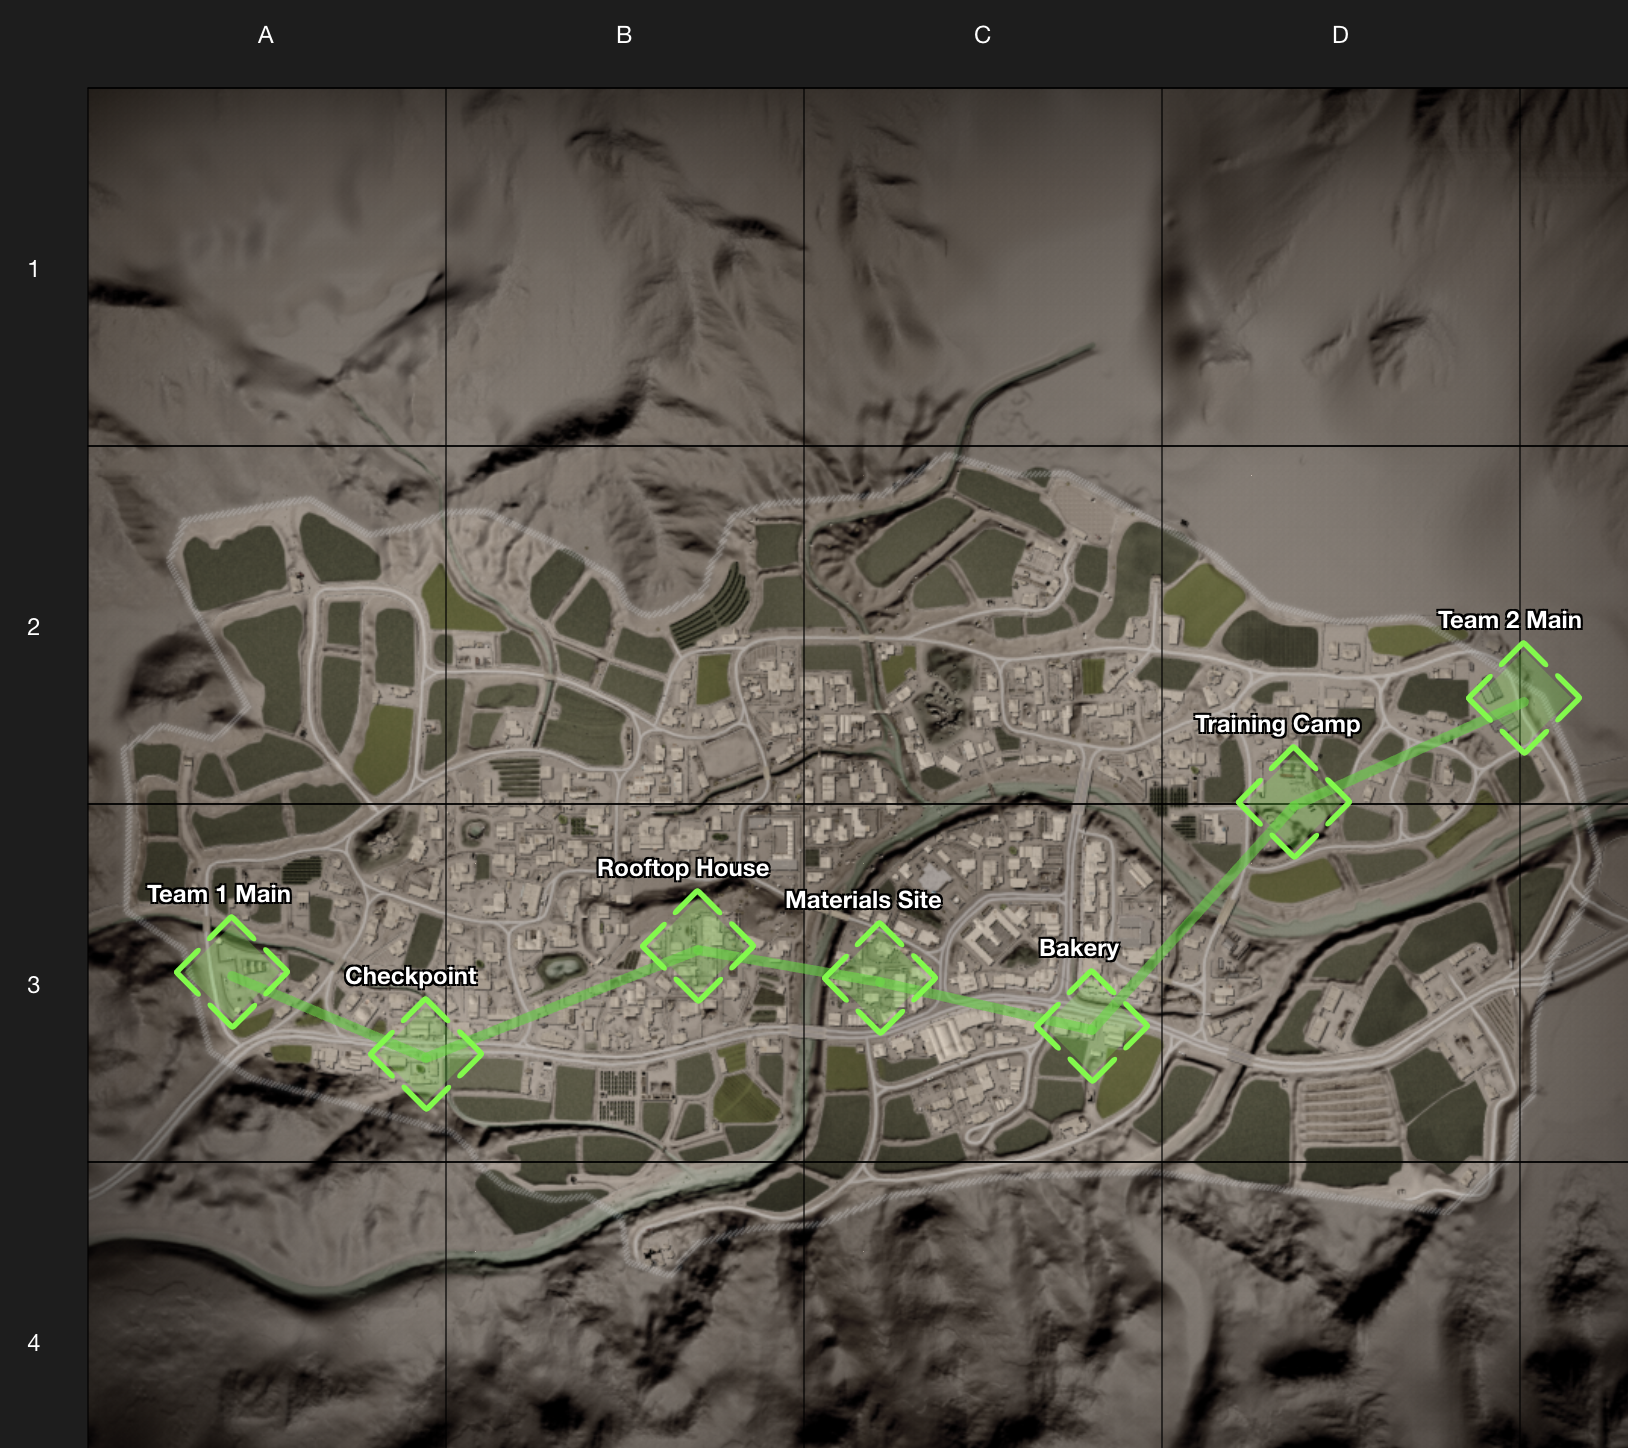 A
B
C
D
1
2
3
4
Team 2 Main
Training Camp
Rooftop House
Team 1 Main
Materials Site
Bakery
Checkpoint